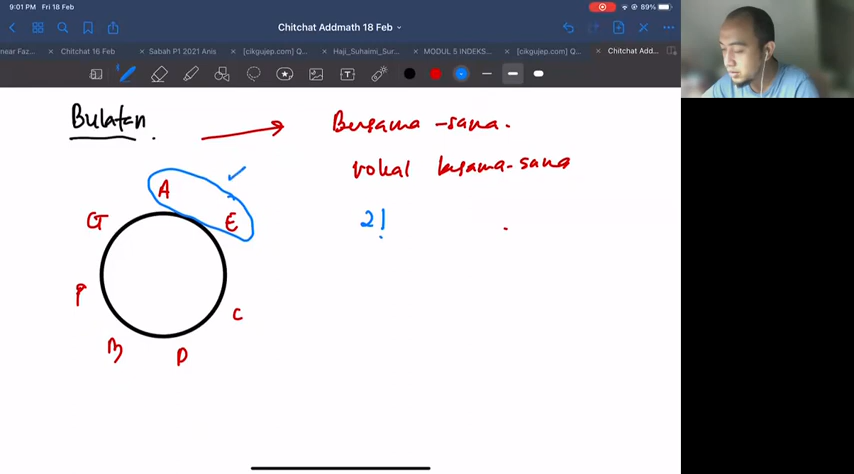 9:01 PM Fri 18 Feb
89%
Chitchat Addmath 18 Feb
near Faz... Chitchat 16 Feb Sabah P1 2021 Anis [cikgujep.com] Q... Haji_Suhaimi_Sur... MODUL 5 INDEKS... [cikgujep.com] Q... Chitchat Add...
Bulatan. Bersama-sama.
vokal bersama-sama
A
G E 2!
F C
B D